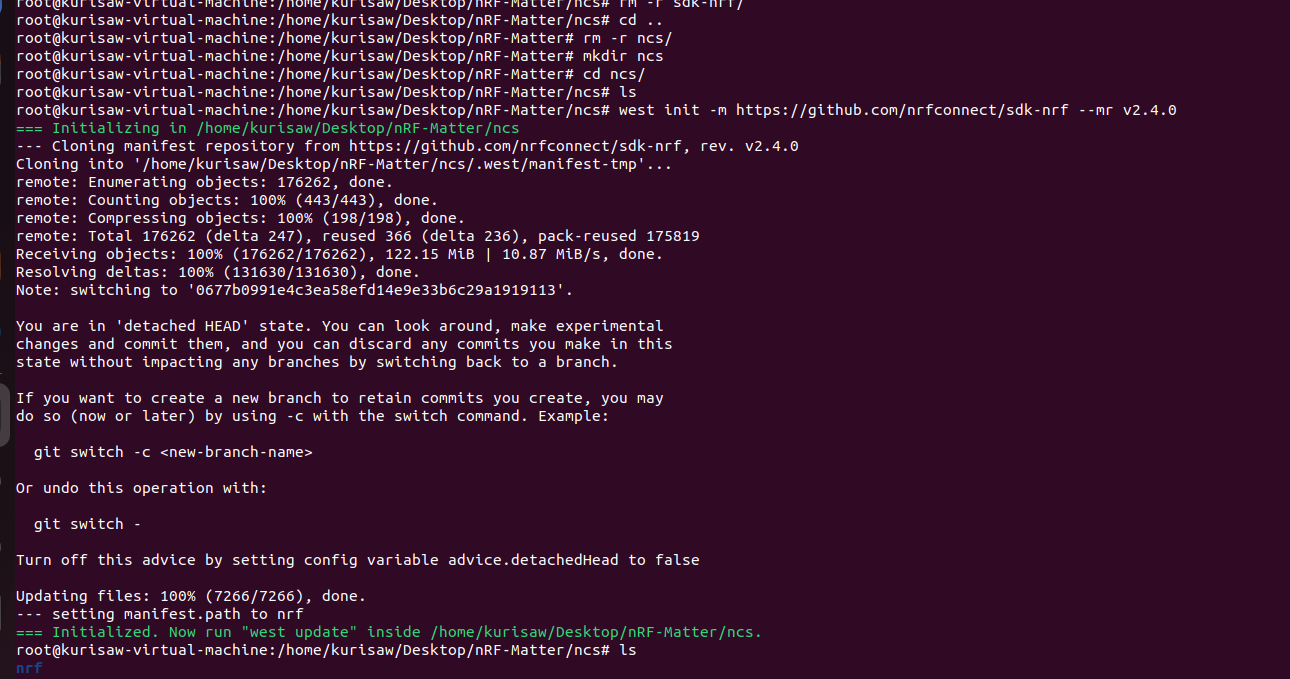 root@kurisaw-virtual-machine:/home/kurisaw/Desktop/nRF-Matter/ncs# rm -r sdk-nrf/
root@kurisaw-virtual-machine:/home/kurisaw/Desktop/nRF-Matter/ncs# cd ..
root@kurisaw-virtual-machine:/home/kurisaw/Desktop/nRF-Matter# rm -r ncs/
root@kurisaw-virtual-machine:/home/kurisaw/Desktop/nRF-Matter# mkdir ncs
root@kurisaw-virtual-machine:/home/kurisaw/Desktop/nRF-Matter# cd ncs/
root@kurisaw-virtual-machine:/home/kurisaw/Desktop/nRF-Matter/ncs# ls
root@kurisaw-virtual-machine:/home/kurisaw/Desktop/nRF-Matter/ncs# west init -m https://github.com/nrfconnect/sdk-nrf --mr v2.4.0
=== Initializing in /home/kurisaw/Desktop/nRF-Matter/ncs
--- Cloning manifest repository from https://github.com/nrfconnect/sdk-nrf, rev. v2.4.0
Cloning into '/home/kurisaw/Desktop/nRF-Matter/ncs/.west/manifest-tmp'...
remote: Enumerating objects: 176262, done.
remote: Counting objects: 100% (443/443), done.
remote: Compressing objects: 100% (198/198), done.
remote: Total 176262 (delta 247), reused 366 (delta 236), pack-reused 175819
Receiving objects: 100% (176262/176262), 122.15 MiB | 10.87 MiB/s, done.
Resolving deltas: 100% (131630/131630), done.
Note: switching to '0677b0991e4c3ea58efd14e9e33b6c29a1919113'.
You are in 'detached HEAD' state. You can look around, make experimental
changes and commit them, and you can discard any commits you make in this
state without impacting any branches by switching back to a branch.
If you want to create a new branch to retain commits you create, you may
do so (now or later) by using -c with the switch command. Example:
git switch -c <new-branch-name>
Or undo this operation with:
git switch -
Turn off this advice by setting config variable advice.detachedHead to false
Updating files: 100% (7266/7266), done.
--- setting manifest.path to nrf
=== Initialized. Now run "west update" inside /home/kurisaw/Desktop/nRF-Matter/ncs.
root@kurisaw-virtual-machine:/home/kurisaw/Desktop/nRF-Matter/ncs# ls
nrf